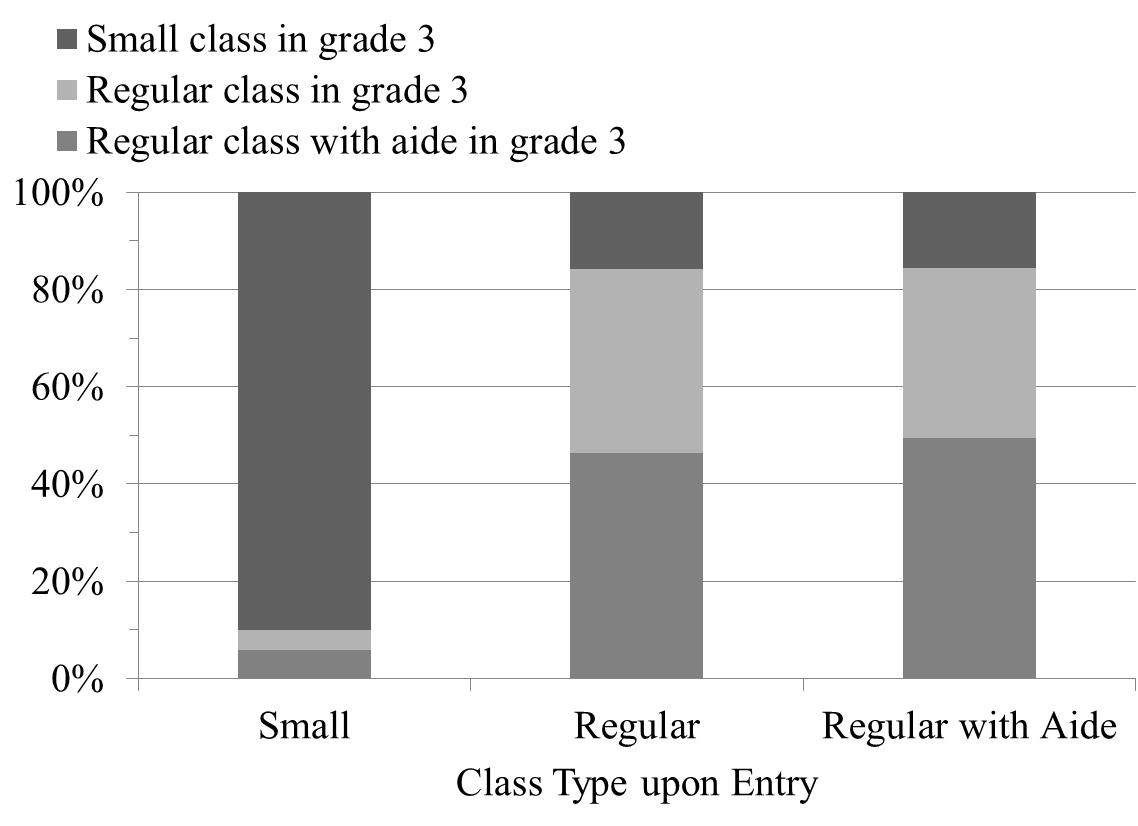 Small class in grade 3
Regular class in grade 3
Regular class with aide in grade 3
100%
80%
60%
40%
20%
0%
Small Regular Regular with Aide
Class Type upon Entry